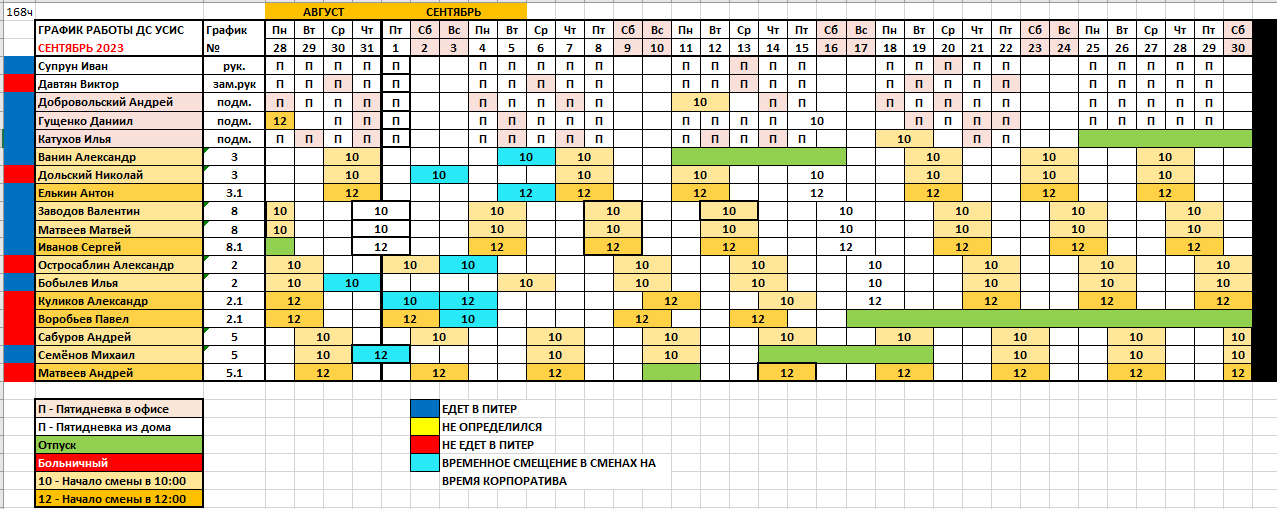 168ч АВГУСТ СЕНТЯБРЬ
ГРАФИК РАБОТЫ ДС УСИС График Пн Вт Ср Чт Пт Сб Вс Пн Вт Ср Чт Пт Сб Вс Пн Вт Ср Чт Пт Сб Вс Пн Вт Ср Чт Пт Сб Вс Пн Вт Ср Чт Пт Сб
СЕНТЯБРЬ 2023 № 28 29 30 31 1 2 3 4 5 6 7 8 9 10 11 12 13 14 15 16 17 18 19 20 21 22 23 24 25 26 27 28 29 30
Супрун Иван рук. П П П П П П П П П П П П П П П П П П П П П П П П П
Давтян Виктор зам.рук П П П П П П П П П П П П П П П П П П П П П П П П П
Добровольский Андрей подм. П П П П П П П П П П 10 П П П П П П П П П П П П
Гущенко Даниил подм. 12 П П П П П П П П П П П П П 10 П П П П П П П П П
Катухов Илья подм. П П П П П П П П П П П П П П П 10 П П
Ванин Александр 3 10 10 10 10 10 10
Дольский Николай 3 10 10 10 10 10 10 10 10
Елькин Антон 3.1 12 12 12 12 12 12 12 12
Заводов Валентин 8 10 10 10 10 10 10 10 10 10
Матвеев Матвей 8 10 10 10 10 10 10 10 10 10
Иванов Сергей 8.1 12 12 12 12 12 12 12 12
Остросаблин Александр 2 10 10 10 10 10 10 10 10 10
Бобылев Илья 2 10 10 10 10 10 10 10 10 10
Куликов Александр 2.1 12 10 12 12 10 12 12 12 12
Воробьев Павел 2.1 12 12 10 12 12
Сабуров Андрей 5 10 10 10 10 10 10 10 10 10
Семёнов Михаил 5 10 12 10 10 10 10 10
Матвеев Андрей 5.1 12 12 12 12 12 12 12 12
П - Пятидневка в офисе
П - Пятидневка из дома
Отпуск
Больничный
10 - Начало смены в 10:00
12 - Начало смены в 12:00
ЕДЕТ В ПИТЕР
НЕ ОПРЕДЕЛИЛСЯ
НЕ ЕДЕТ В ПИТЕР
ВРЕМЕННОЕ СМЕЩЕНИЕ В СМЕНАХ НА
ВРЕМЯ КОРПОРАТИВА